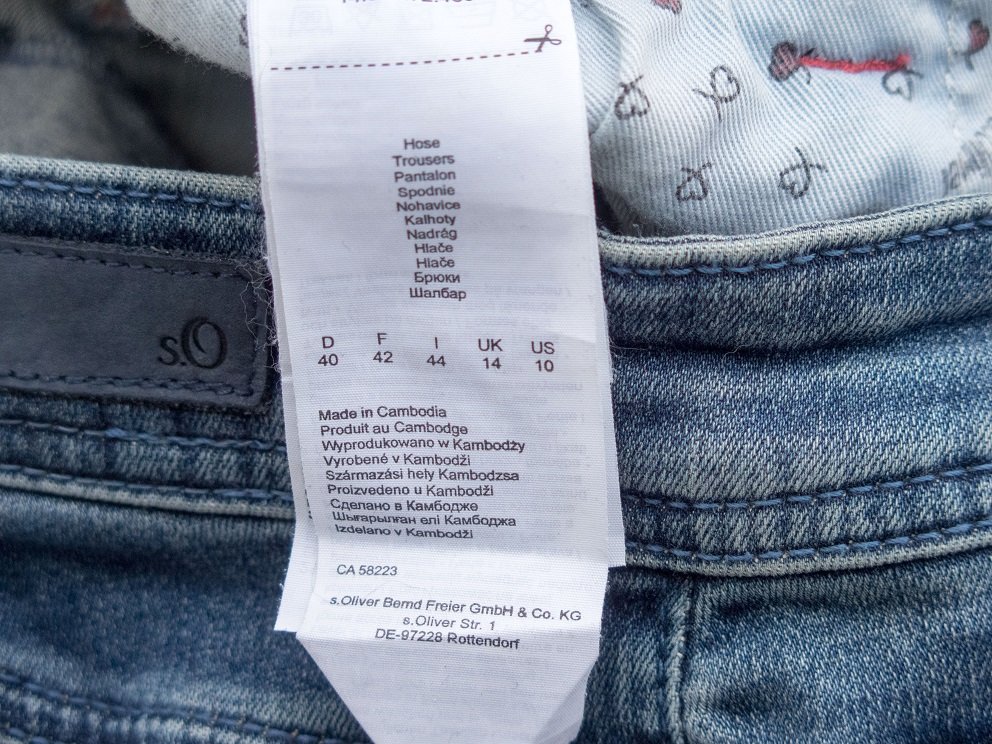 Hose
Trousers
Pantalon
Spodnie
Nohavice
Kalhoty
Nadrág
Hlače
Hlače
Брюки
Шалбар
D F I UK US
40 42 44 14 10
Made in Cambodia
Produit au Cambodge
Wyprodukowano w Kambodży
Vyrobené v Kambodži
Származási hely Kambodzsa
Proizvedeno u Kambodži
Сделано в Камбодже
Шығарылған елі Камбоджа
Izdelano v Kambodži
CA 58223
s.Oliver Bernd Freier GmbH & Co. KG
s.Oliver Str. 1
DE-97228 Rottendorf
s.O